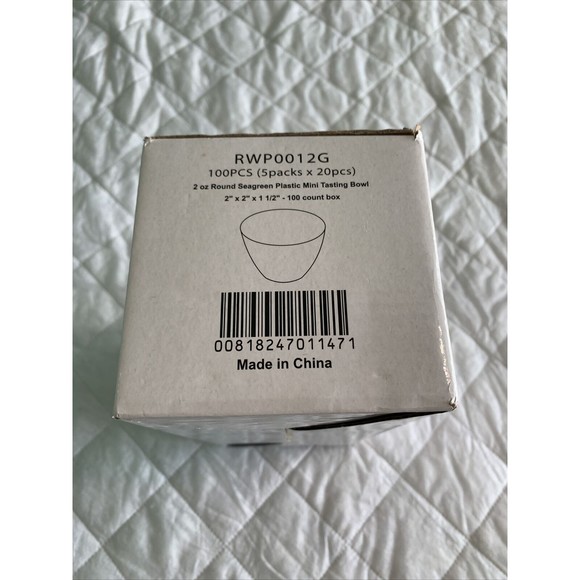 RWP0012G
100PCS (5packs x 20pcs)
2 oz Round Seagreen Plastic Mini Tasting Bowl
2" x 2" x 1 1/2" - 100 count box
00818247011471
Made in China